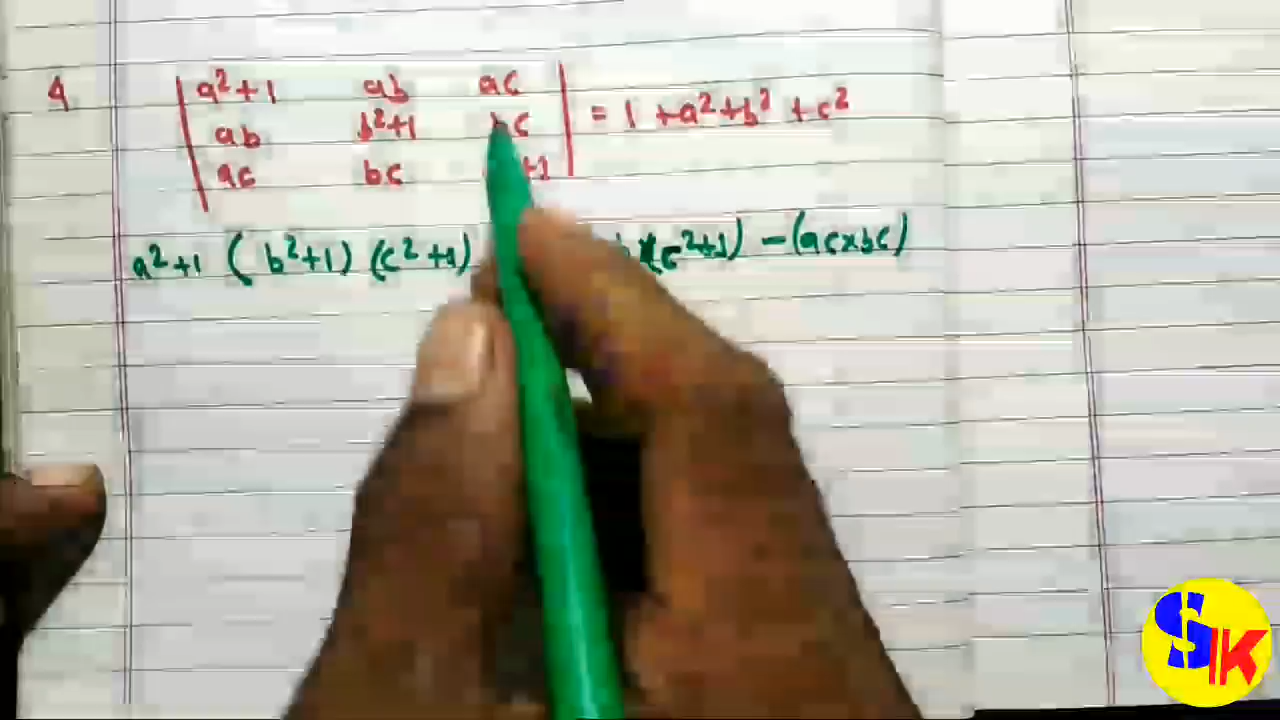 4 | a²+1 ab ac | = 1 +a²+b² +c²
ab b²+1
ac bc +1
a²+1 ( b²+1) (c²+1) (c²+1) -(ac×bc)
SK